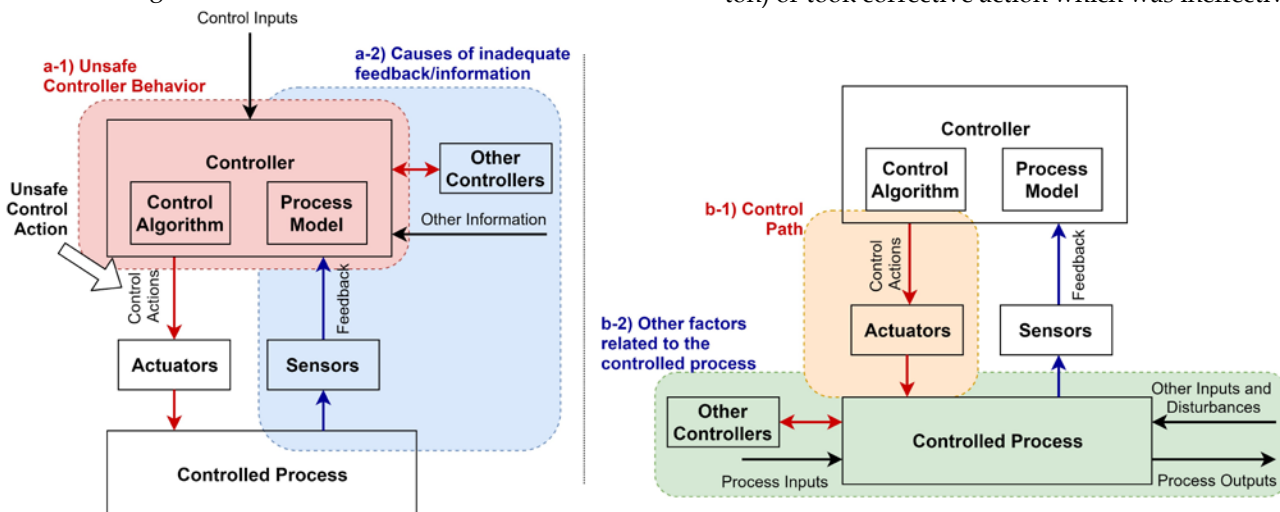 ton) or took corrective action which was ineffectiv
Control Inputs
a-1) Unsafe
Controller Behavior
a-2) Causes of inadequate
feedback/information
Controller
Control
Algorithm
Process
Model
Other
Controllers
Other Information
Unsafe
Control
Action
Control
Actions
Feedback
Actuators
Sensors
Controlled Process
Controller
Control
Algorithm
Process
Model
b-1) Control
Path
Control
Actions
Feedback
Actuators
Sensors
b-2) Other factors
related to the
controlled process
Other
Controllers
Controlled Process
Other Inputs and
Disturbances
Process Inputs
Process Outputs